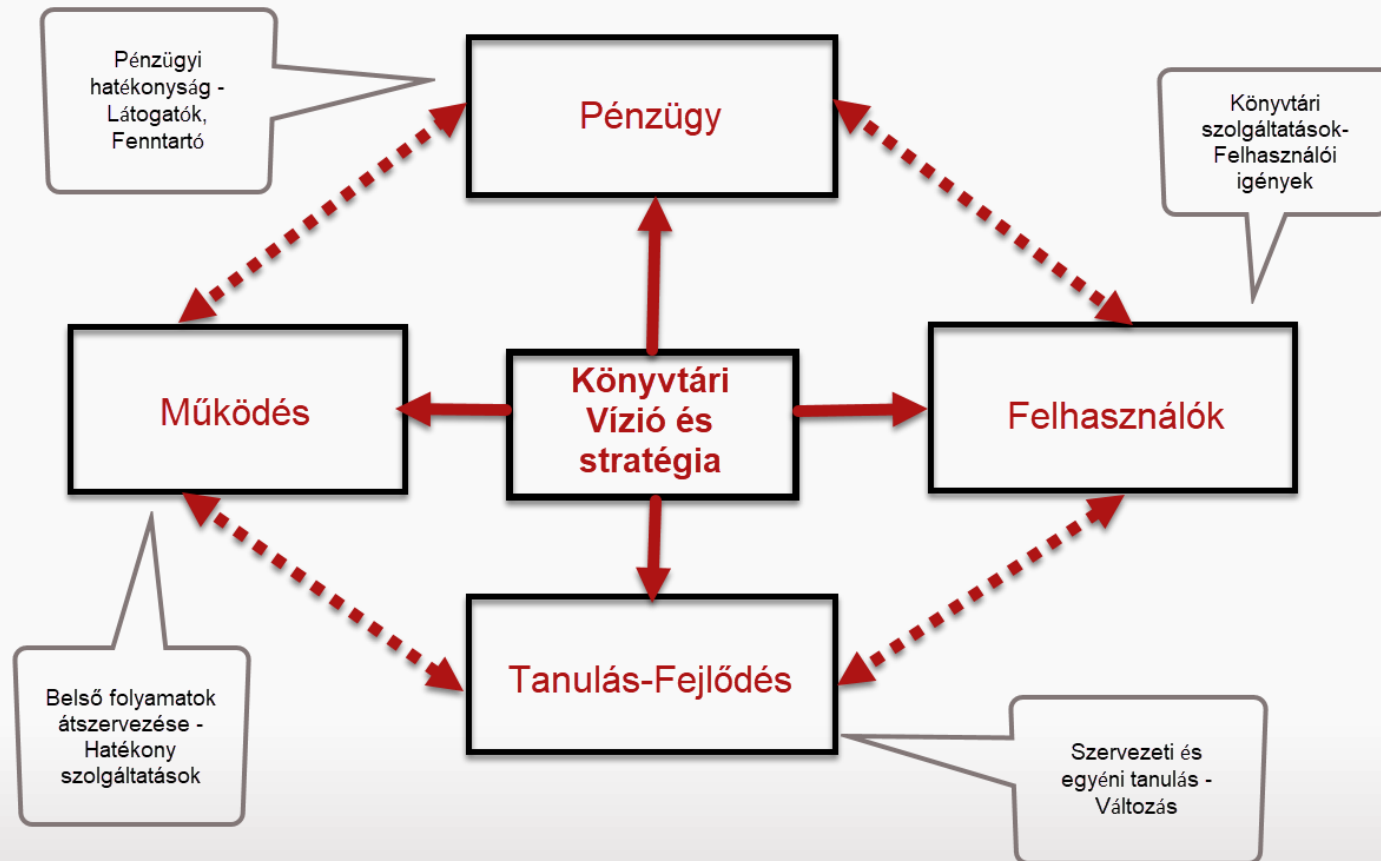 Pénzügyi
hatékonyság -
Látogatók,
Fenntartó
Pénzügy
Könyvtári
szolgáltatások-
Felhasználói
igények
Működés
Könyvtári
Vízió és
stratégia
Felhasználók
Belső folyamatok
átszervezése -
Hatékony
szolgáltatások
Tanulás-Fejlődés
Szervezeti és
egyéni tanulás -
Változás